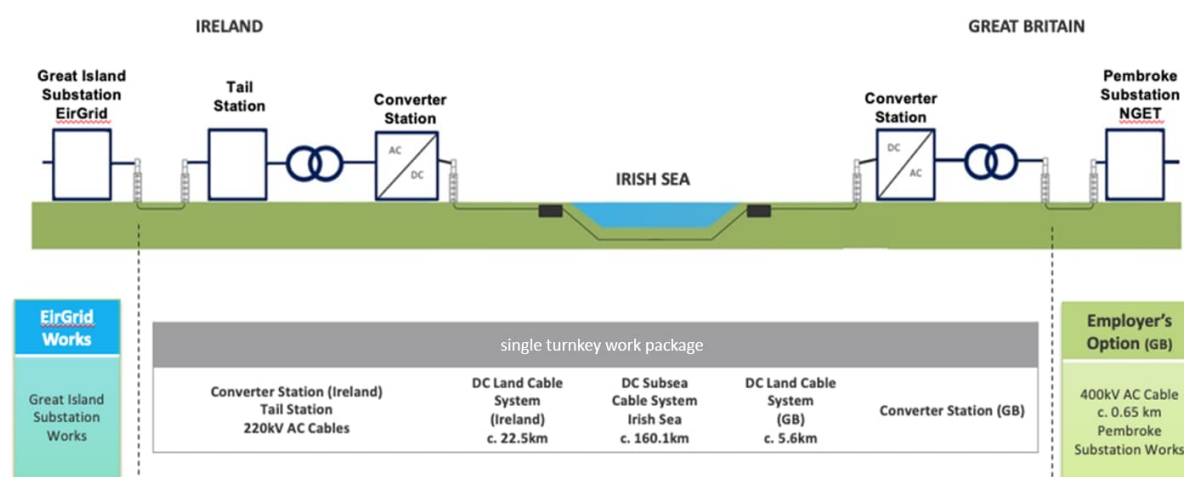 IRELAND
GREAT BRITAIN
Great Island
Substation
EirGrid
Tail
Station
Converter
Station
AC
DC
IRISH SEA
Converter
Station
DC
AC
Pembroke
Substation
NGET
EirGrid
Works
Great Island
Substation
Works
single turnkey work package
Converter Station (Ireland)
Tail Station
220kV AC Cables
DC Land Cable
System
(Ireland)
c. 22.5km
DC Subsea
Cable System
Irish Sea
c. 160.1km
DC Land Cable
System
(GB)
c. 5.6km
Converter Station (GB)
Employer's
Option (GB)
400kV AC Cable
c. 0.65 km
Pembroke
Substation Works